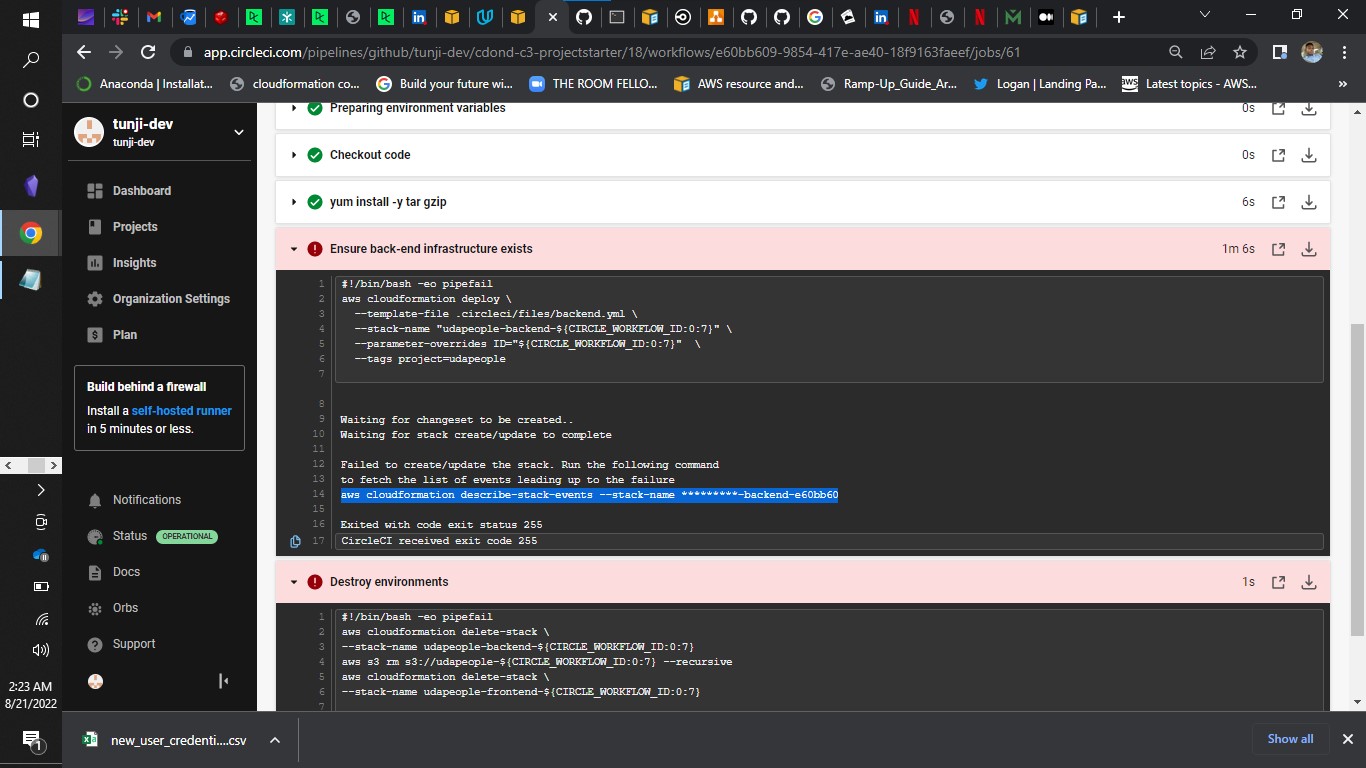 app.circleci.com/pipelines/github/tunji-dev/cdond-c3-projectstarter/18/workflows/e60bb609-9854-417e-ae40-18f9163faeef/jobs/61
Anaconda | Installat...
cloudformation co...
Build your future wi...
THE ROOM FELLO...
AWS resource and...
Ramp-Up_Guide_Ar...
Logan | Landing Pa...
Latest topics - AWS...
tunji-dev
tunji-dev
Dashboard
Projects
Insights
Organization Settings
Plan
Build behind a firewall
Install a self-hosted runner
in 5 minutes or less.
Notifications
Status OPERATIONAL
Docs
Orbs
Support
Preparing environment variables 0s
Checkout code 0s
yum install -y tar gzip 6s
Ensure back-end infrastructure exists 1m 6s
1 #!/bin/bash -eo pipefail
2 aws cloudformation deploy \
3 --template-file .circleci/files/backend.yml \
4 --stack-name "udapeople-backend-${CIRCLE_WORKFLOW_ID:0:7}" \
5 --parameter-overrides ID="${CIRCLE_WORKFLOW_ID:0:7}" \
6 --tags project=udapeople
7
8
9 Waiting for changeset to be created..
10 Waiting for stack create/update to complete
11
12 Failed to create/update the stack. Run the following command
13 to fetch the list of events leading up to the failure
14 aws cloudformation describe-stack-events --stack-name *********-backend-e60bb60
15
16 Exited with code exit status 255
17 CircleCI received exit code 255
Destroy environments 1s
1 #!/bin/bash -eo pipefail
2 aws cloudformation delete-stack \
3 --stack-name udapeople-backend-${CIRCLE_WORKFLOW_ID:0:7}
4 aws s3 rm s3://udapeople-${CIRCLE_WORKFLOW_ID:0:7} --recursive
5 aws cloudformation delete-stack \
6 --stack-name udapeople-frontend-${CIRCLE_WORKFLOW_ID:0:7}
7
2:23 AM
8/21/2022
1
new_user_credenti....csv
Show all